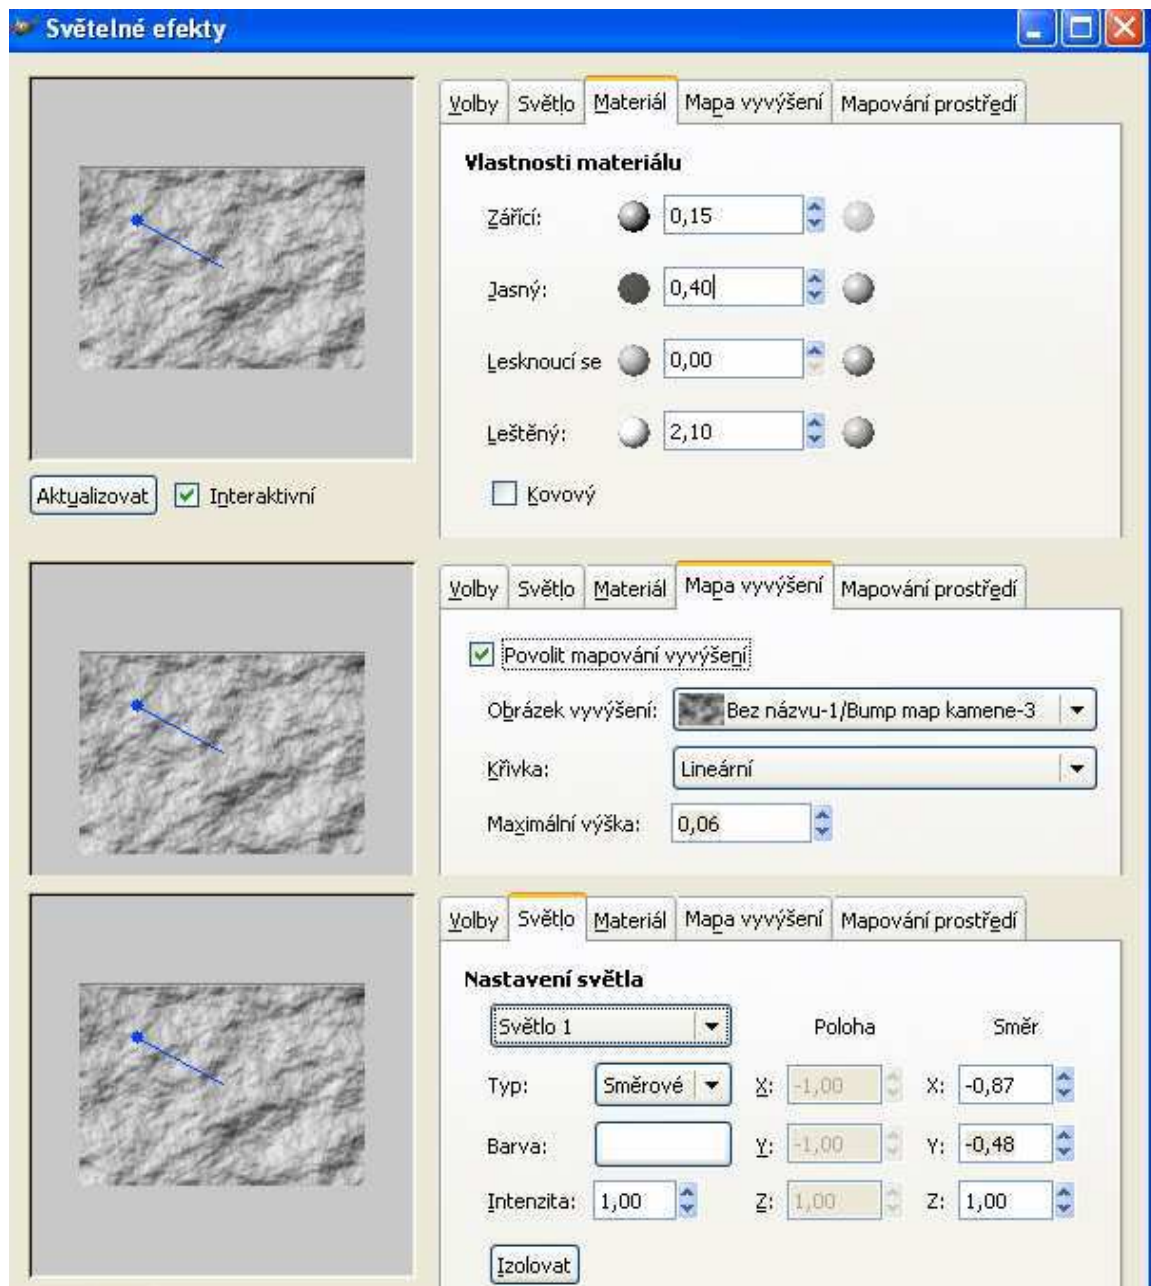 Světelné efekty
Volby Světlo Materiál Mapa vyvýšení Mapování prostředí
Vlastnosti materiálu
Zářící: 0,15
Jasný: 0,40
Lesknoucí se 0,00
Leštěný: 2,10
Kovový
Aktualizovat Interaktivní
Volby Světlo Materiál Mapa vyvýšení Mapování prostředí
Povolit mapování vyvýšení
Obrázek vyvýšení: Bez názvu-1/Bump map kamene-3
Křivka: Lineární
Maximální výška: 0,06
Volby Světlo Materiál Mapa vyvýšení Mapování prostředí
Nastavení světla
Světlo 1 Poloha Směr
Typ: Směrové X: -1,00 X: -0,87
Barva: Y: -1,00 Y: -0,48
Intenzita: 1,00 Z: 1,00 Z: 1,00
Izolovat